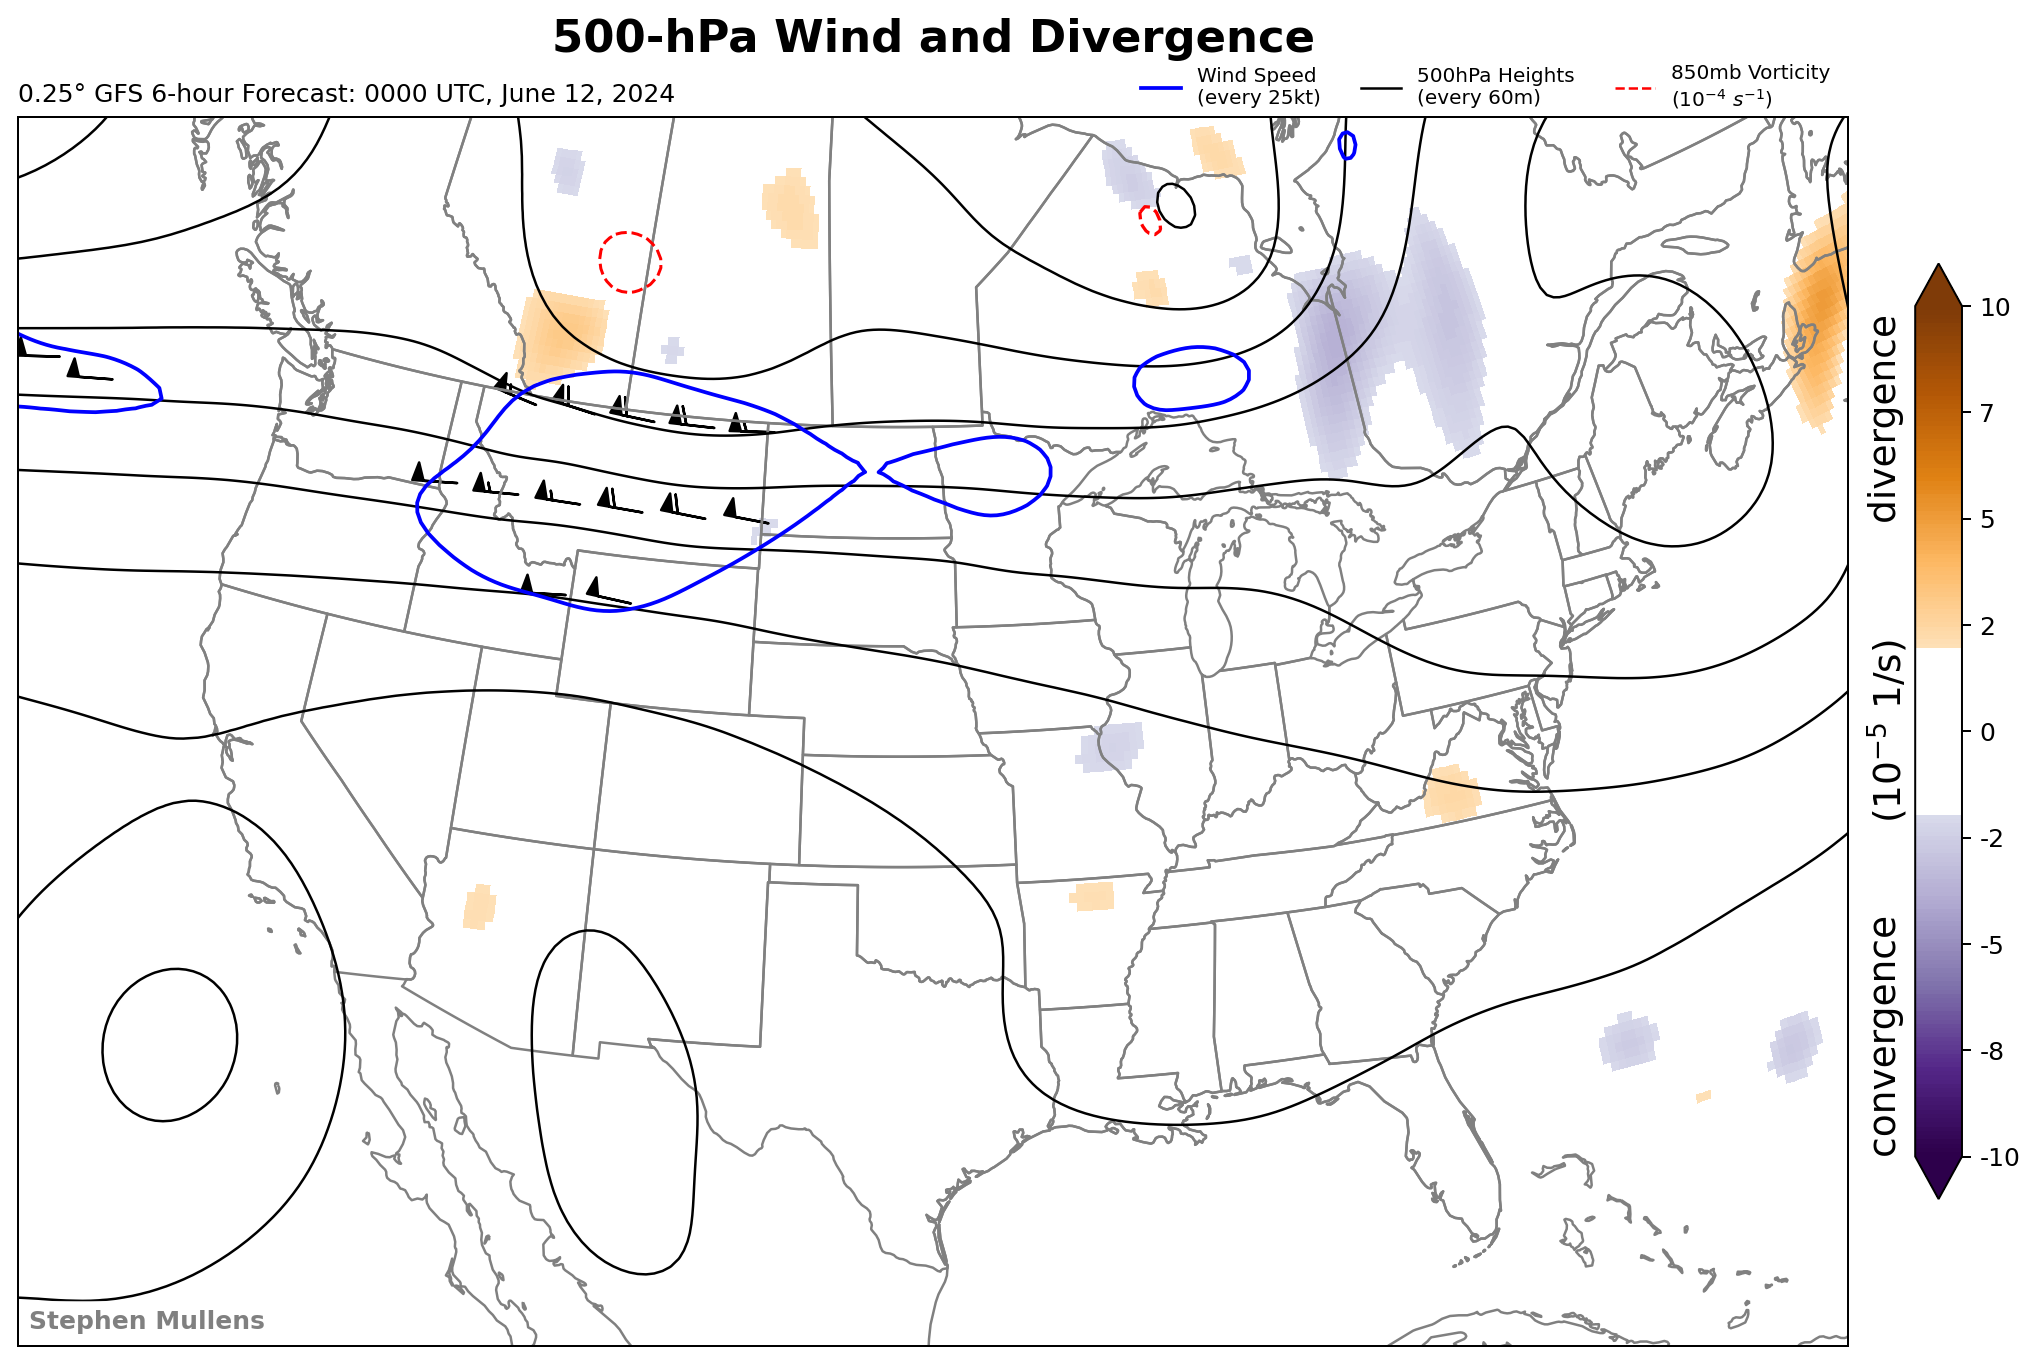 500-hPa Wind and Divergence
0.25° GFS 6-hour Forecast: 0000 UTC, June 12, 2024
Wind Speed
(every 25kt)
500hPa Heights
(every 60m)
850mb Vorticity
(10⁻⁴ s⁻¹)
10
7
5
2
0
-2
-5
-8
-10
convergence (10⁻⁵ 1/s) divergence
Stephen Mullens